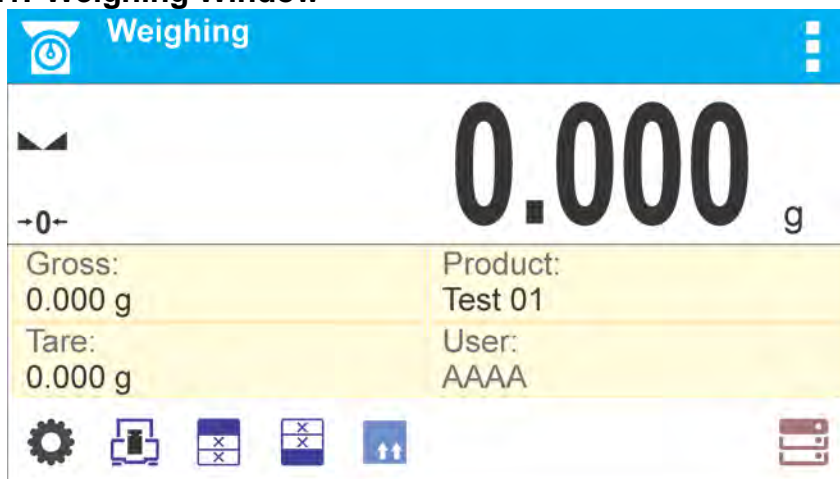 Weighing
0.000 g
→0←
Gross:
0.000 g
Product:
Test 01
Tare:
0.000 g
User:
AAAA